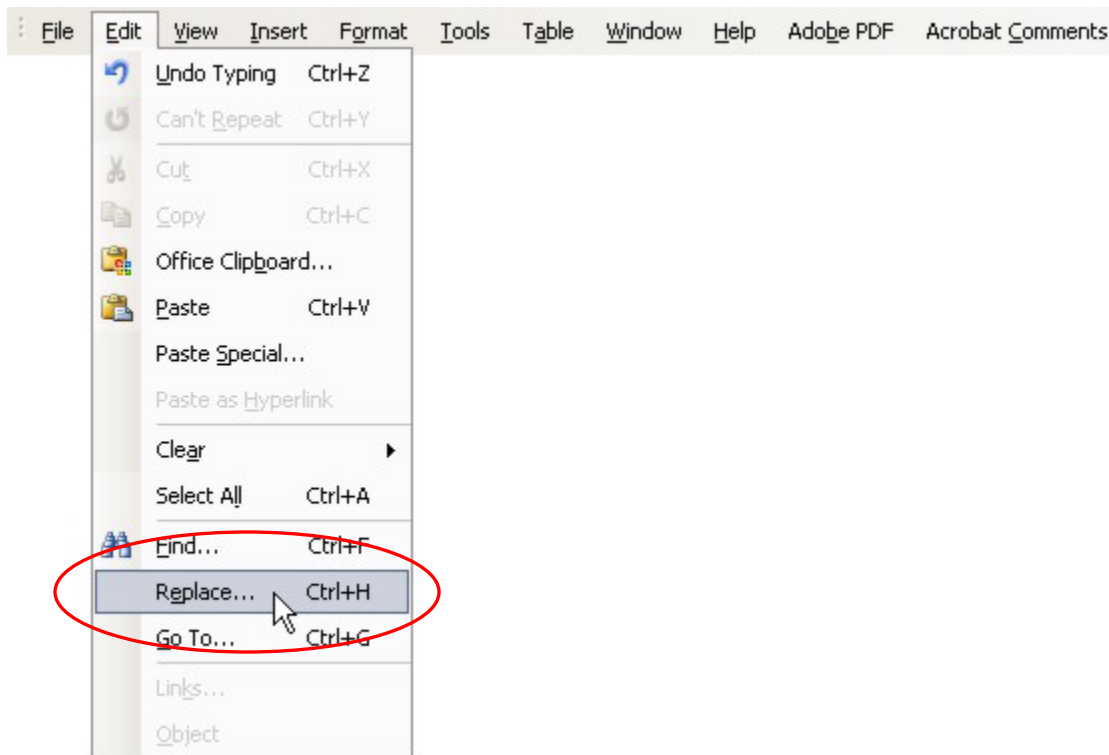 File Edit View Insert Format Tools Table Window Help Adobe PDF Acrobat Comments
Undo Typing Ctrl+Z
Can't Repeat Ctrl+Y
Cut Ctrl+X
Copy Ctrl+C
Office Clipboard...
Paste Ctrl+V
Paste Special...
Paste as Hyperlink
Clear
Select All Ctrl+A
Find... Ctrl+F
Replace... Ctrl+H
Go To... Ctrl+G
Links...
Object